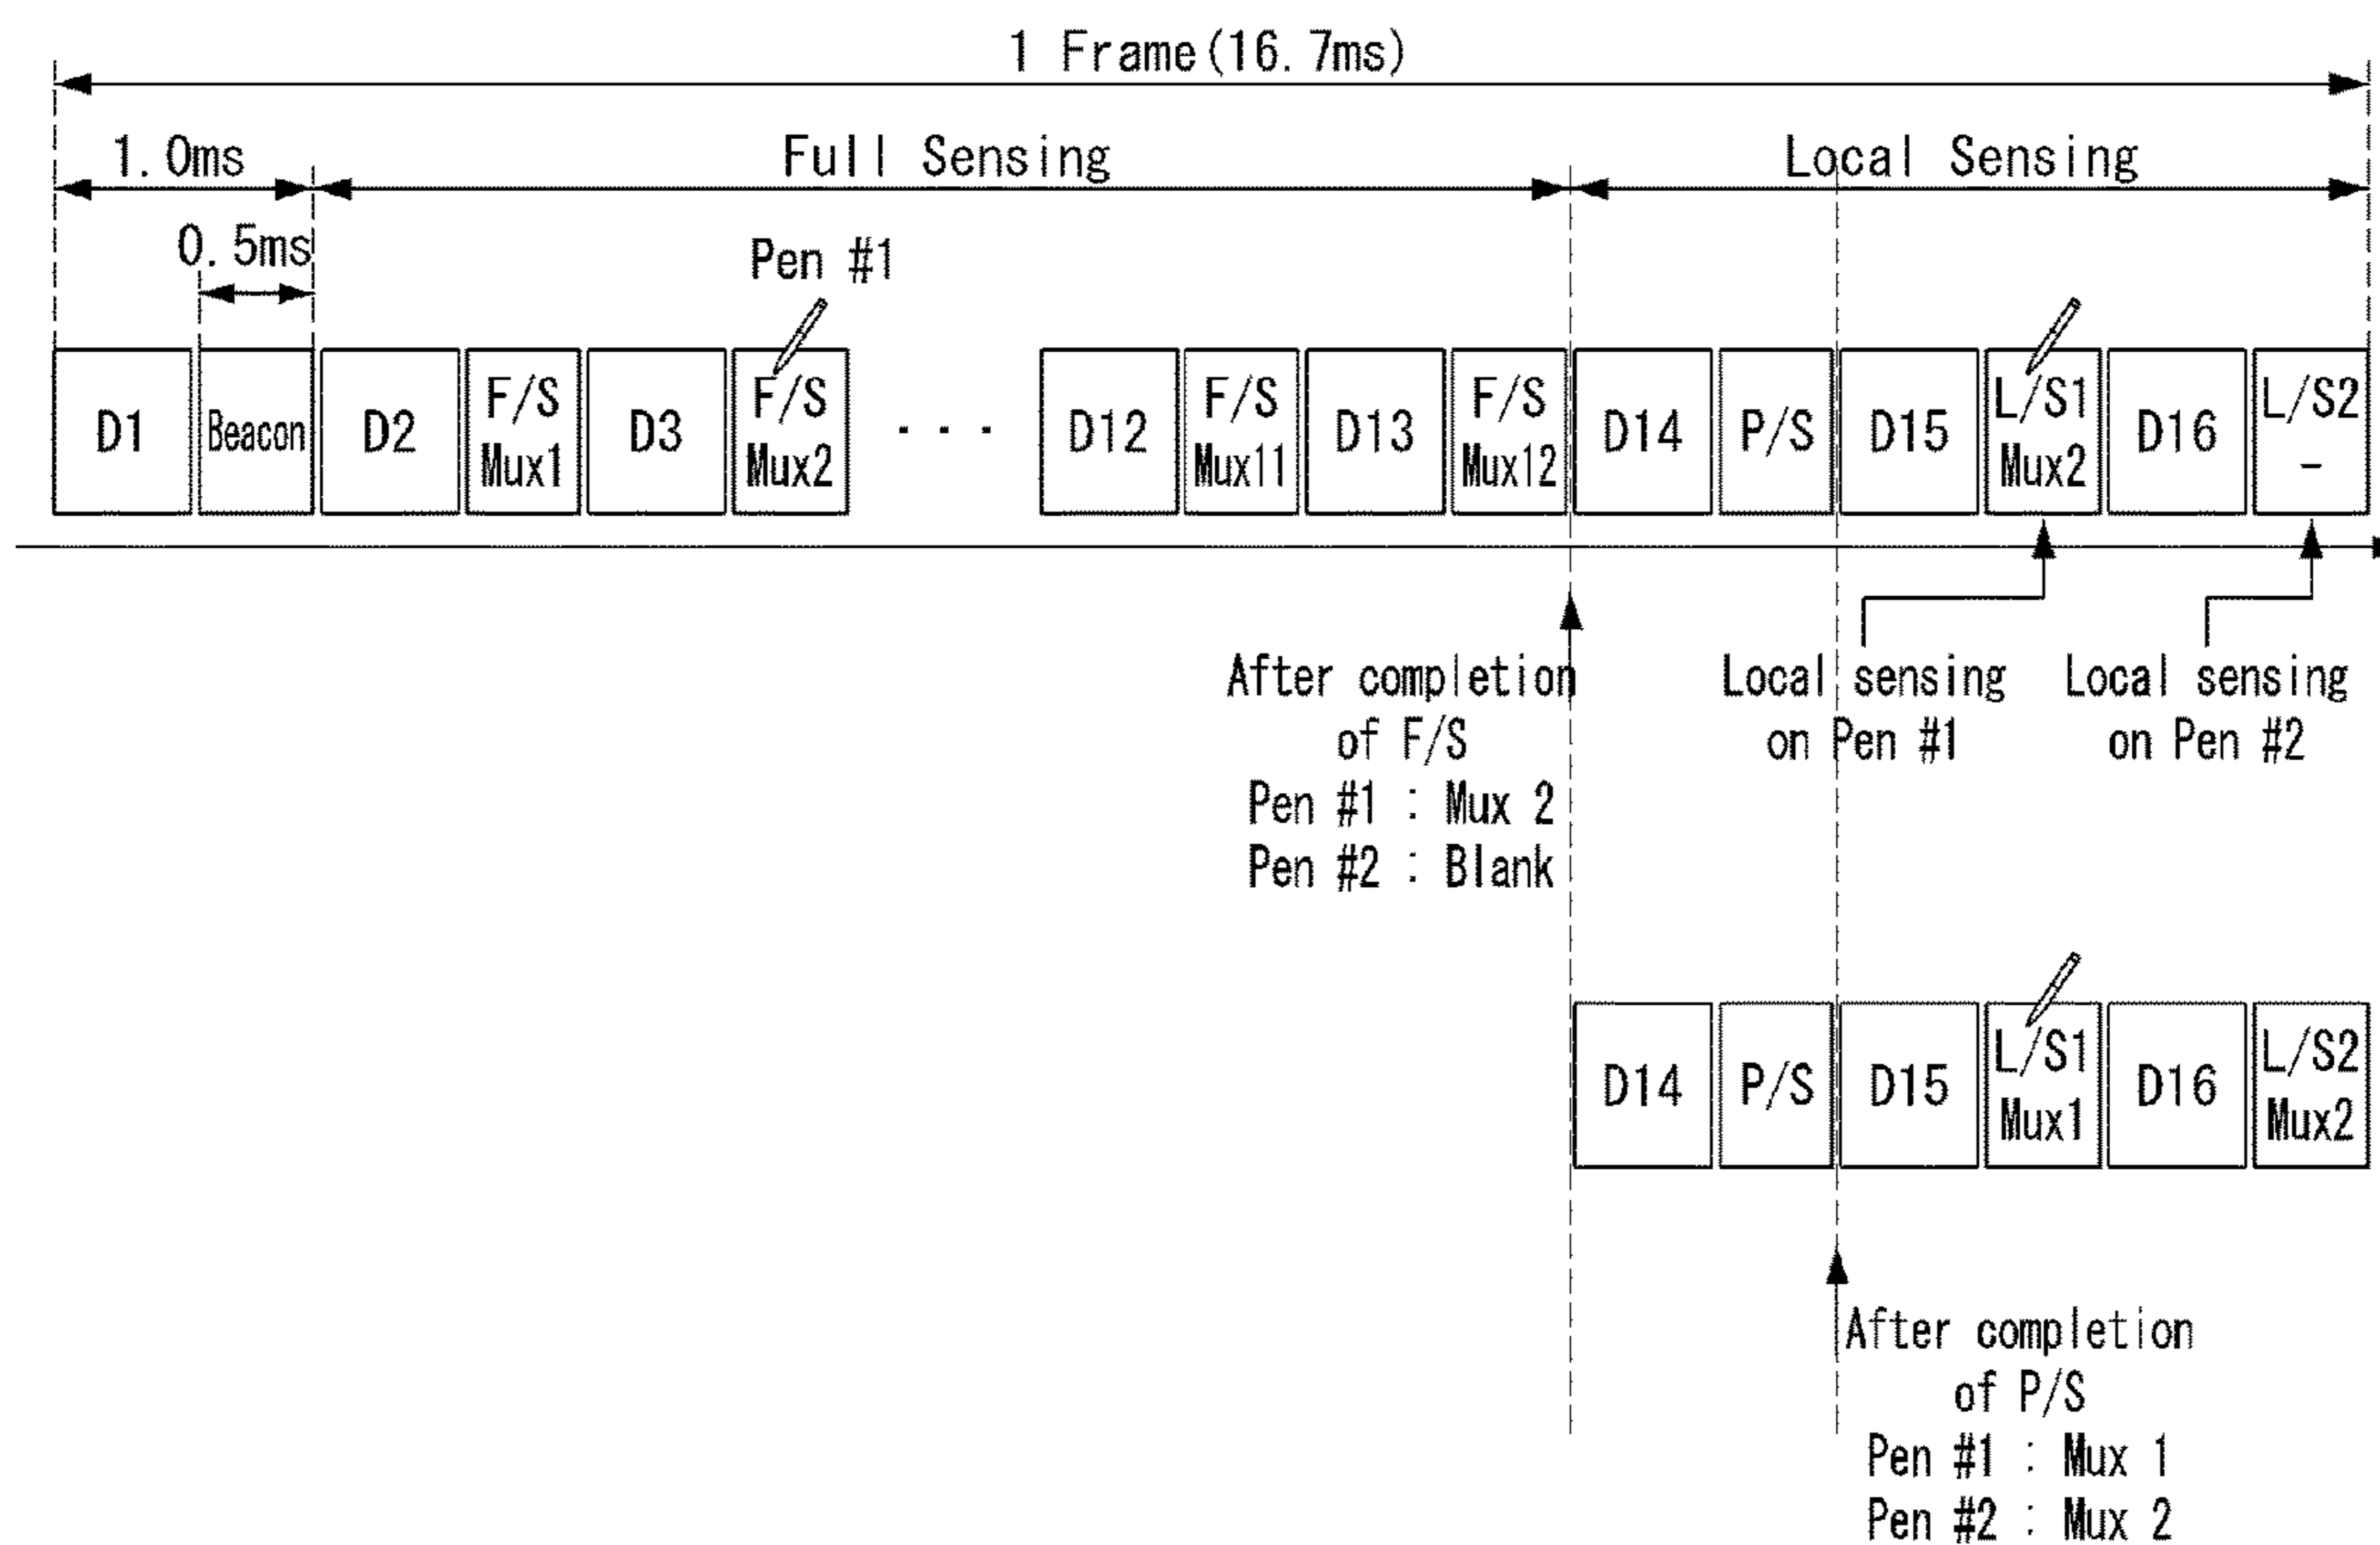 1 Frame(16.7ms)
1.0ms
Full Sensing
Local Sensing
0.5ms
Pen #1
D1
Beacon
D2
F/S
Mux1
D3
F/S
Mux2
· · ·
D12
F/S
Mux11
D13
F/S
Mux12
D14
P/S
D15
L/S1
Mux2
D16
L/S2
-
After completion
of F/S
Pen #1 : Mux 2
Pen #2 : Blank
Local sensing
on Pen #1
Local sensing
on Pen #2
D14
P/S
D15
L/S1
Mux1
D16
L/S2
Mux2
After completion
of P/S
Pen #1 : Mux 1
Pen #2 : Mux 2